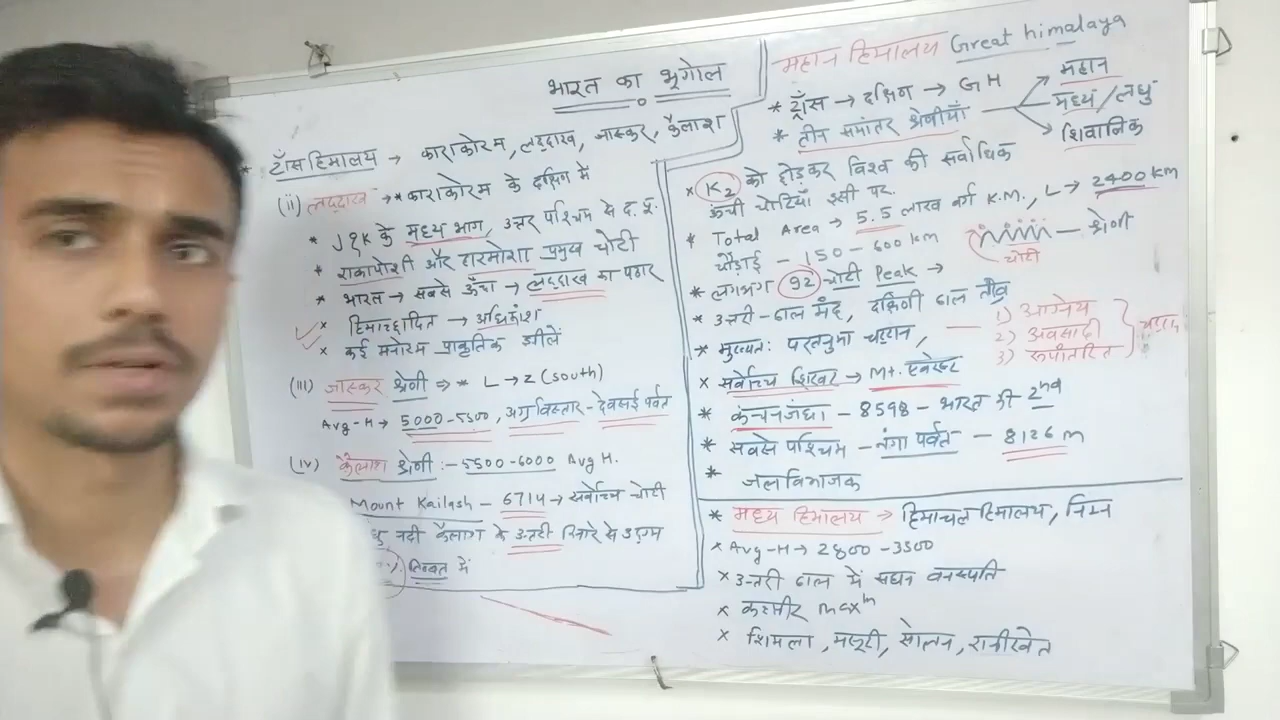 भारत का भूगोल
* ट्राँस हिमालय → काराकोरम, लद्दाख, जास्कर, कैलाश
(ii) लद्दाख → * काराकोरम के दक्षिण में
* J&K के मध्य भाग, उत्तर पश्चिम से द. पू.
* राकापोशी और हारमोश प्रमुख चोटी
* भारत → सबसे ऊँचा → लद्दाख का पठार
* हिमाच्छादित → अधिकांश
* कई मनोरम प्राकृतिक झीलें
(iii) जास्कर श्रेणी ⇒ * L → Z (South)
Avg-H → 5000-5500, अग्रविस्तार - देवसई पर्वत
(iv) कैलाश श्रेणी :- 5500-6000 Avg H.
Mount Kailash - 6714 → सर्वोच्च चोटी
नदी कैलाश के उत्तरी किनारे से उद्गम
तिब्बत में
महान हिमालय Great himalaya
* ट्राँस → दक्षिण → GH
* तीन समांतर श्रेणीयाँ → महान
मध्य / लघु
शिवालिक
* K2 को छोड़कर विश्व की सर्वाधिक
ऊँची चोटियाँ इसी पर.
* Total Area → 5.5 लाख वर्ग K.M., L → 2400 km
चौड़ाई - 150 - 600 km
श्रेणी
चोटी
* लगभग 92 चोटी Peak →
* उत्तरी - ढाल मंद, दक्षिणी ढाल तीव्र
* मुख्यतः परतनुमा चट्टान,
1) आग्नेय
2) अवसादी
3) रूपांतरित
चट्टान
* सर्वोच्च शिखर → Mt. एवरेस्ट
* कंचनजंघा - 8598 - भारत की 2nd
* सबसे पश्चिम - नंगा पर्वत - 8126 m
* जलविभाजक
* मध्य हिमालय → हिमाचल हिमालय, निम्न
* Avg-H → 2800 - 3500
* उत्तरी ढाल में सघन वनस्पति
* कश्मीर maxm
* शिमला, मसूरी, सोलन, रानीखेत